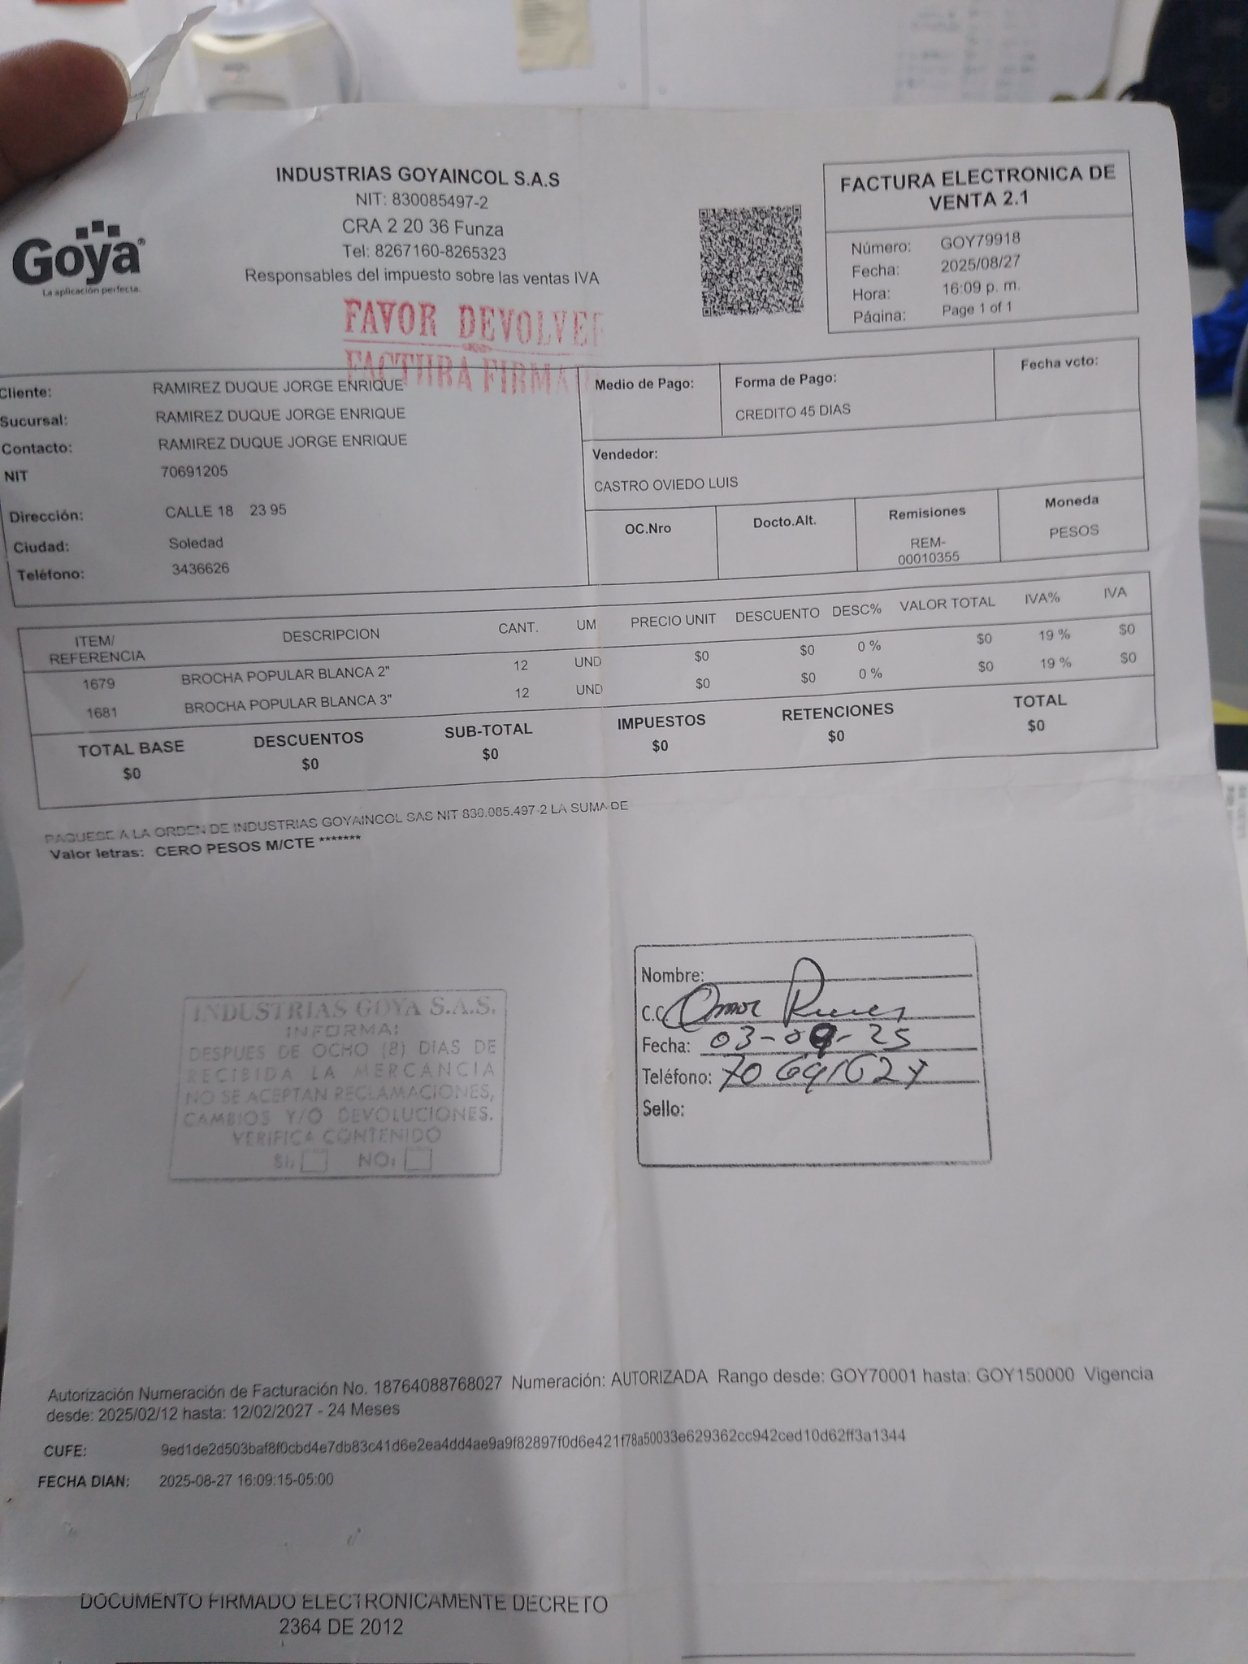 INDUSTRIAS GOYAINCOL S.A.S
NIT: 830085497-2
CRA 2 20 36 Funza
Tel: 8267160-8265323
Responsables del impuesto sobre las ventas IVA
Goya®
La aplicación perfecta.
FACTURA ELECTRONICA DE
VENTA 2.1
Número: GOY79918
Fecha: 2025/08/27
Hora: 16:09 p. m.
Página: Page 1 of 1
FAVOR DEVOLVER
FACTURA FIRMA
Cliente: RAMIREZ DUQUE JORGE ENRIQUE
Sucursal: RAMIREZ DUQUE JORGE ENRIQUE
Contacto: RAMIREZ DUQUE JORGE ENRIQUE
NIT 70691205
Dirección: CALLE 18 23 95
Ciudad: Soledad
Teléfono: 3436626
Medio de Pago:
Forma de Pago:
CREDITO 45 DIAS
Fecha vcto:
Vendedor:
CASTRO OVIEDO LUIS
OC.Nro
Docto.Alt.
Remisiones
REM-
00010355
Moneda
PESOS
ITEM/ REFERENCIA DESCRIPCION CANT. UM PRECIO UNIT DESCUENTO DESC% VALOR TOTAL IVA% IVA
1679 BROCHA POPULAR BLANCA 2" 12 UND $0 $0 0 % $0 19 % $0
1681 BROCHA POPULAR BLANCA 3" 12 UND $0 $0 0 % $0 19 % $0
TOTAL BASE DESCUENTOS SUB-TOTAL IMPUESTOS RETENCIONES TOTAL
$0 $0 $0 $0 $0 $0
PAGUESE A LA ORDEN DE INDUSTRIAS GOYAINCOL SAS NIT 830.085.497-2 LA SUMA DE
Valor letras: CERO PESOS M/CTE *******
INDUSTRIAS GOYA S.A.S.
INFORMA:
DESPUES DE OCHO (8) DIAS DE
RECIBIDA LA MERCANCIA
NO SE ACEPTAN RECLAMACIONES,
CAMBIOS Y/O DEVOLUCIONES.
VERIFICA CONTENIDO
SI: NO:
Nombre:
C.C Omar
Fecha: 03-09-25
Teléfono:
Sello:
Autorización Numeración de Facturación No. 18764088768027 Numeración: AUTORIZADA Rango desde: GOY70001 hasta: GOY150000 Vigencia
desde: 2025/02/12 hasta: 12/02/2027 - 24 Meses
CUFE: 9ed1de2d503baf8f0cbd4e7db83c41d6e2ea4dd4ae9a9f82897f0d6e421f78a50033e629362cc942ced10d62ff3a1344
FECHA DIAN: 2025-08-27 16:09:15-05:00
DOCUMENTO FIRMADO ELECTRONICAMENTE DECRETO
2364 DE 2012